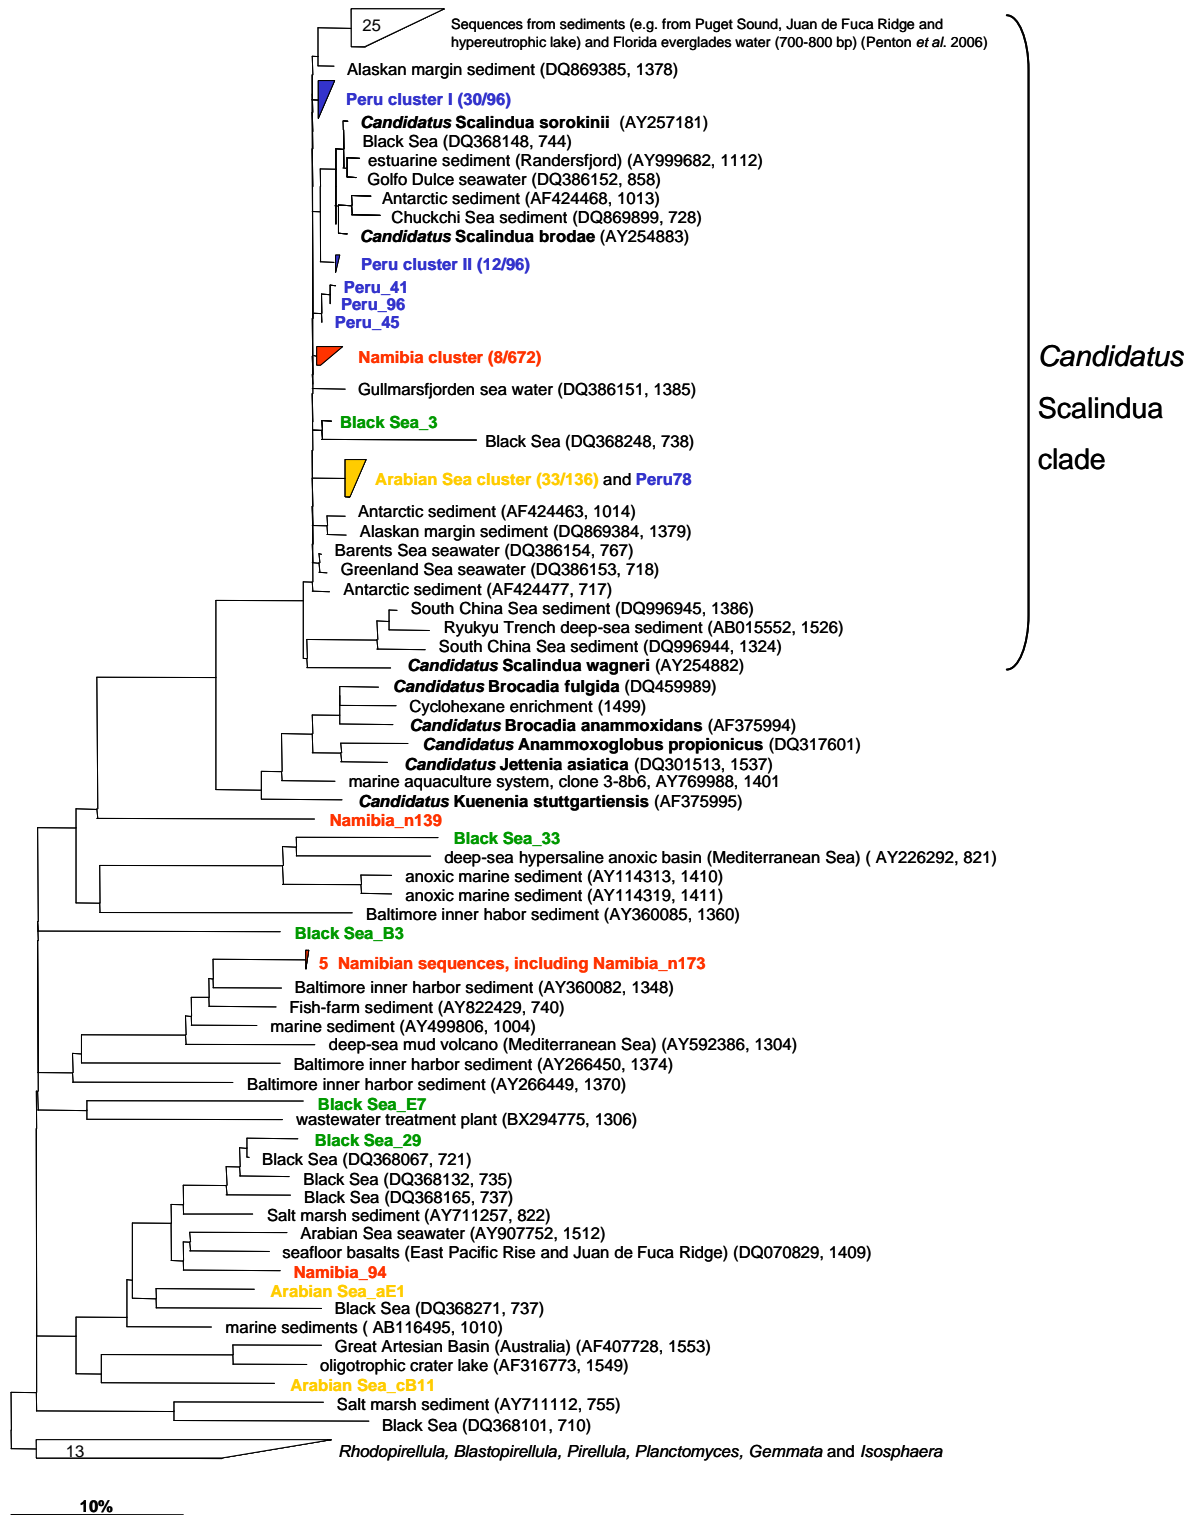 25
Sequences from sediments (e.g. from Puget Sound, Juan de Fuca Ridge and
hypereutrophic lake) and Florida everglades water (700-800 bp) (Penton et al. 2006)
Alaskan margin sediment (DQ869385, 1378)
Peru cluster I (30/96)
Candidatus Scalindua sorokinii (AY257181)
Black Sea (DQ368148, 744)
estuarine sediment (Randersfjord) (AY999682, 1112)
Golfo Dulce seawater (DQ386152, 858)
Antarctic sediment (AF424468, 1013)
Chuckchi Sea sediment (DQ869899, 728)
Candidatus Scalindua brodae (AY254883)
Peru cluster II (12/96)
Peru_41
Peru_96
Peru_45
Namibia cluster (8/672)
Gullmarsfjorden sea water (DQ386151, 1385)
Black Sea_3
Black Sea (DQ368248, 738)
Arabian Sea cluster (33/136) and Peru78
Antarctic sediment (AF424463, 1014)
Alaskan margin sediment (DQ869384, 1379)
Barents Sea seawater (DQ386154, 767)
Greenland Sea seawater (DQ386153, 718)
Antarctic sediment (AF424477, 717)
South China Sea sediment (DQ996945, 1386)
Ryukyu Trench deep-sea sediment (AB015552, 1526)
South China Sea sediment (DQ996944, 1324)
Candidatus Scalindua wagneri (AY254882)
Candidatus
Scalindua
clade
Candidatus Brocadia fulgida (DQ459989)
Cyclohexane enrichment (1499)
Candidatus Brocadia anammoxidans (AF375994)
Candidatus Anammoxoglobus propionicus (DQ317601)
Candidatus Jettenia asiatica (DQ301513, 1537)
marine aquaculture system, clone 3-8b6, AY769988, 1401
Candidatus Kuenenia stuttgartiensis (AF375995)
Namibia_n139
Black Sea_33
deep-sea hypersaline anoxic basin (Mediterranean Sea) ( AY226292, 821)
anoxic marine sediment (AY114313, 1410)
anoxic marine sediment (AY114319, 1411)
Baltimore inner habor sediment (AY360085, 1360)
Black Sea_B3
5 Namibian sequences, including Namibia_n173
Baltimore inner harbor sediment (AY360082, 1348)
Fish-farm sediment (AY822429, 740)
marine sediment (AY499806, 1004)
deep-sea mud volcano (Mediterranean Sea) (AY592386, 1304)
Baltimore inner harbor sediment (AY266450, 1374)
Baltimore inner harbor sediment (AY266449, 1370)
Black Sea_E7
wastewater treatment plant (BX294775, 1306)
Black Sea_29
Black Sea (DQ368067, 721)
Black Sea (DQ368132, 735)
Black Sea (DQ368165, 737)
Salt marsh sediment (AY711257, 822)
Arabian Sea seawater (AY907752, 1512)
seafloor basalts (East Pacific Rise and Juan de Fuca Ridge) (DQ070829, 1409)
Namibia_94
Arabian Sea_aE1
Black Sea (DQ368271, 737)
marine sediments ( AB116495, 1010)
Great Artesian Basin (Australia) (AF407728, 1553)
oligotrophic crater lake (AF316773, 1549)
Arabian Sea_cB11
Salt marsh sediment (AY711112, 755)
Black Sea (DQ368101, 710)
13
Rhodopirellula, Blastopirellula, Pirellula, Planctomyces, Gemmata and Isosphaera
10%